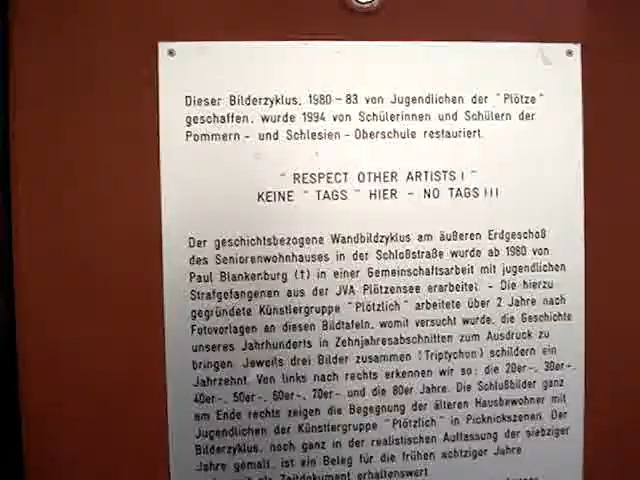 Dieser Bilderzyklus, 1980 - 83 von Jugendlichen der "Plötze"
geschaffen, wurde 1994 von Schülerinnen und Schülern der
Pommern - und Schlesien - Oberschule restauriert.
" RESPECT OTHER ARTISTS ! "
KEINE " TAGS " HIER - NO TAGS !!!
Der geschichtsbezogene Wandbildzyklus am äußeren Erdgeschoß
des Seniorenwohnhauses in der Schloßstraße wurde ab 1980 von
Paul Blankenburg (†) in einer Gemeinschaftsarbeit mit jugendlichen
Strafgefangenen aus der JVA Plötzensee erarbeitet. - Die hierzu
gegründete Künstlergruppe "Plötzlich" arbeitete über 2 Jahre nach
Fotovorlagen an diesen Bildtafeln, womit versucht wurde, die Geschichte
unseres Jahrhunderts in Zehnjahresabschnitten zum Ausdruck zu
bringen. Jeweils drei Bilder zusammen (Triptychon) schildern ein
Jahrzehnt. Von links nach rechts erkennen wir so: die 20er-, 30er-,
40er-, 50er-, 60er-, 70er- und die 80er Jahre. Die Schlußbilder ganz
am Ende rechts zeigen die Begegnung der älteren Hausbewohner mit
Jugendlichen der Künstlergruppe "Plötzlich" in Picknickszenen. Der
Bilderzyklus, noch ganz in der realistischen Auffassung der siebziger
Jahre gemalt, ist ein Beleg für die frühen achtziger Jahre
als Zeitdokument erhaltenswert